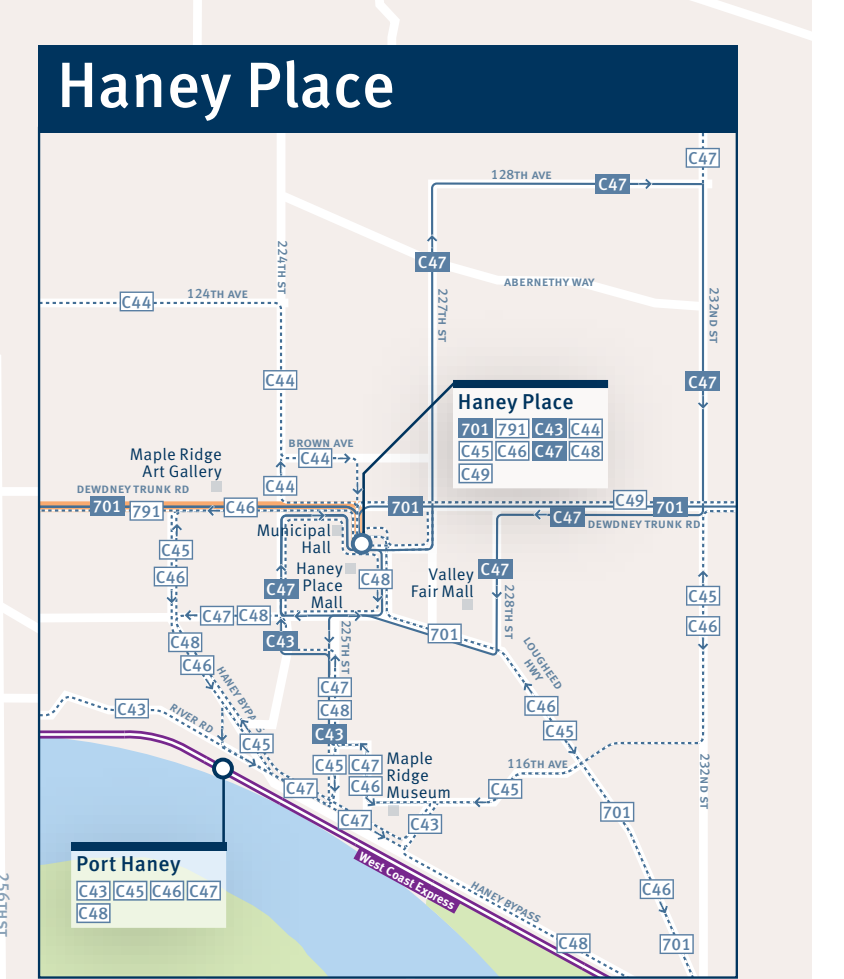 Haney Place
C47
128TH AVE
C47
C47
224TH ST
ABERNETHY WAY
124TH AVE
C44
227TH ST
232ND ST
C44
C47
Haney Place
701 791 C43 C44
C45 C46 C47 C48
C49
BROWN AVE
C44
Maple Ridge
Art Gallery
C44
DEWDNEY TRUNK RD
701
791
C46
701
C49
701
C47
DEWDNEY TRUNK RD
Municipal
Hall
C45
Haney
Place
Mall
C46
C47
C48
Valley
Fair Mall
C47
228TH ST
C45
C47
C48
C46
C43
225TH ST
701
C48
C46
LOUGHEED
HWY
HANEY BYPASS
C47
C48
C46
C43
RIVER RD
C43
C45
C45
C45
C47
Maple
Ridge
Museum
116TH AVE
232ND ST
C46
C47
C45
C47
C43
701
West Coast Express
Port Haney
C43 C45 C46 C47
C48
HANEY BYPASS
C46
C48
701
256TH ST